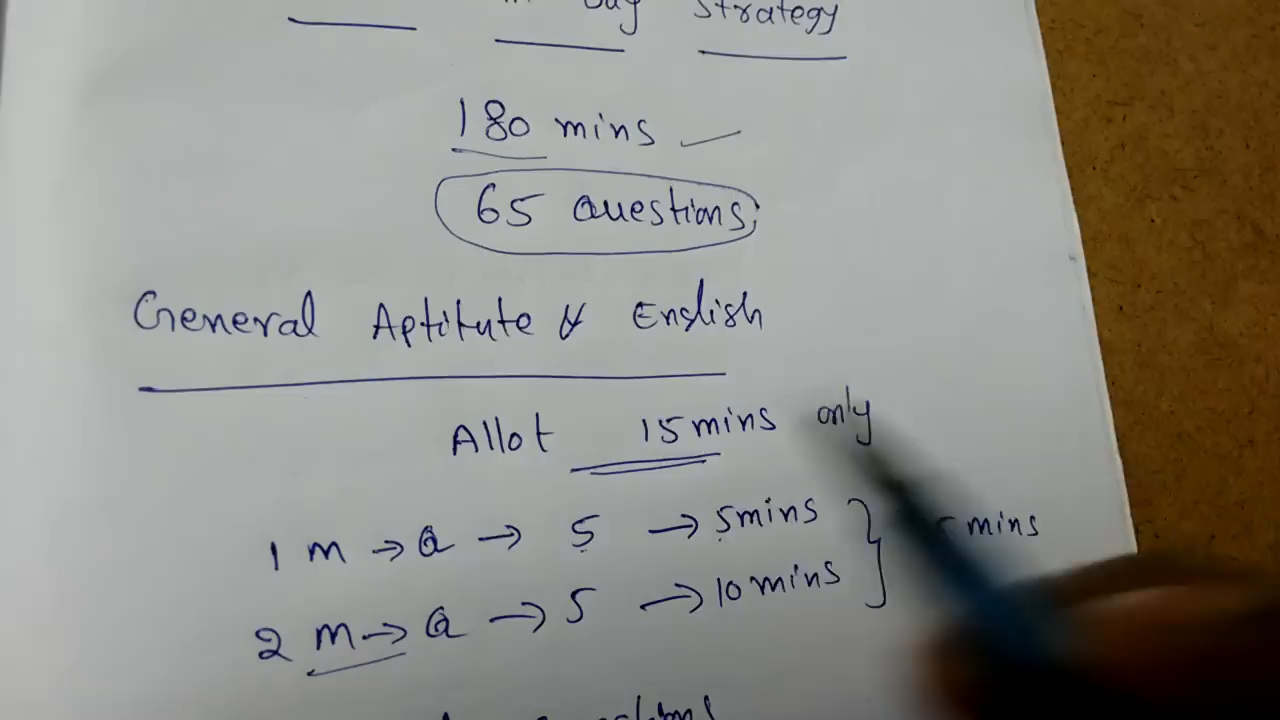 Day Strategy
180 mins
65 Questions
General Aptitute & English
Allot 15 mins only
1 m → Q → 5 → 5 mins
2 m → Q → 5 → 10 mins
mins